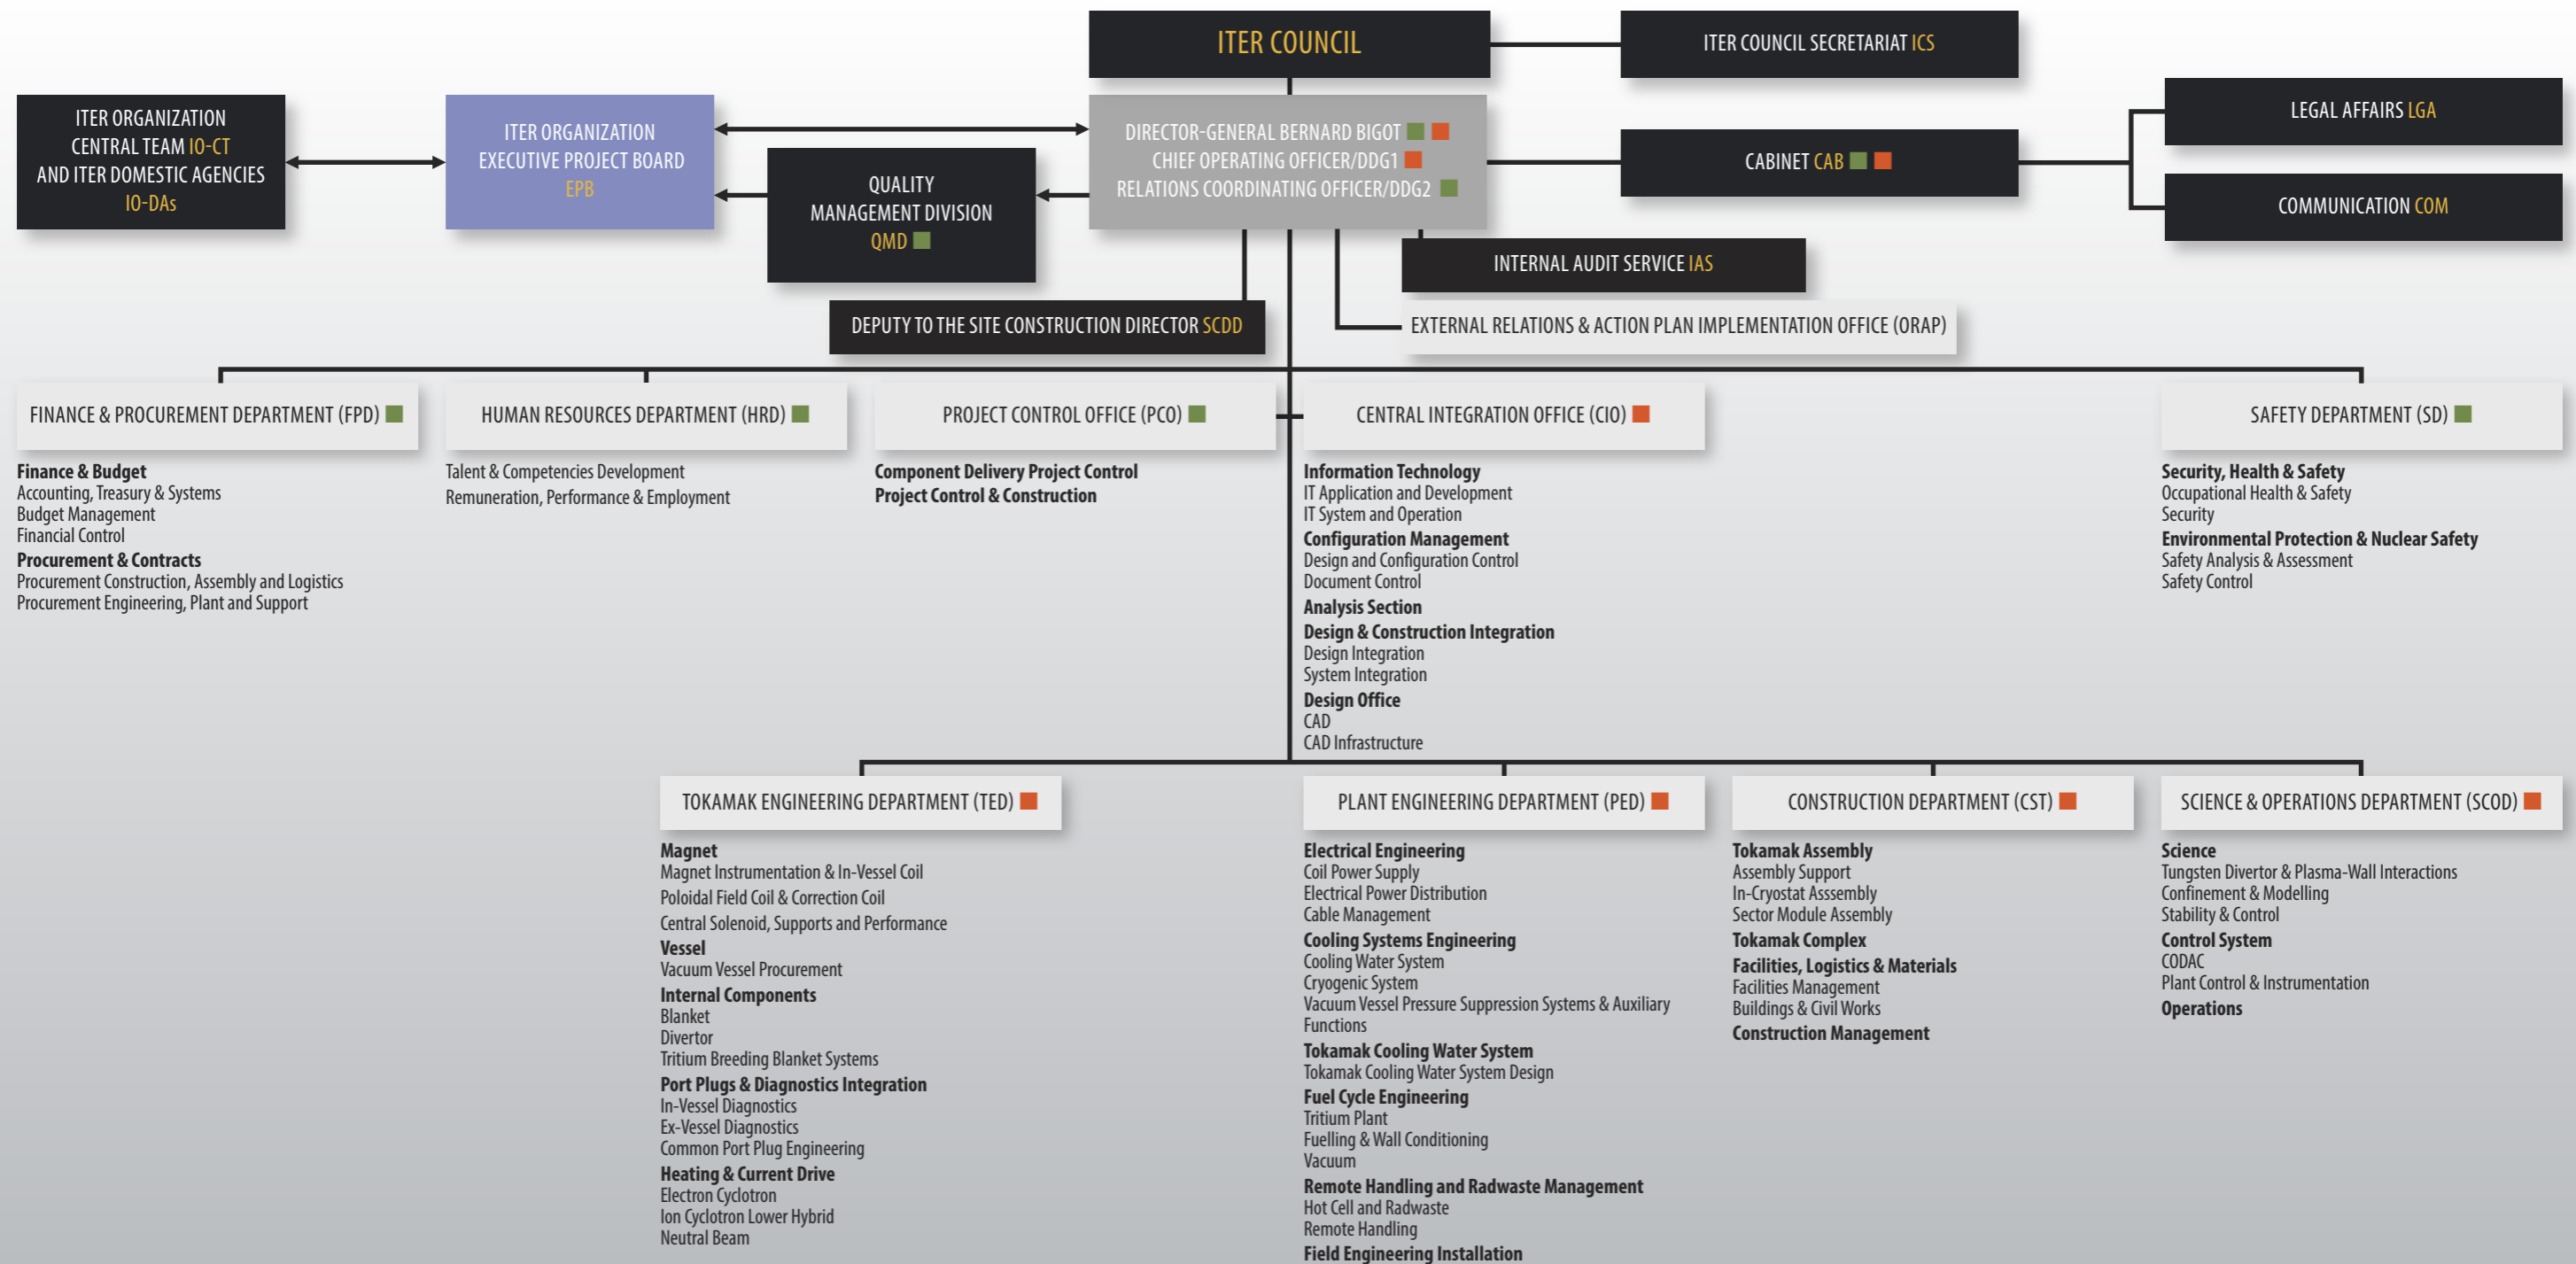 ITER COUNCIL
ITER COUNCIL SECRETARIAT ICS
ITER ORGANIZATION
CENTRAL TEAM IO-CT
AND ITER DOMESTIC AGENCIES
IO-DAs
ITER ORGANIZATION
EXECUTIVE PROJECT BOARD
EPB
QUALITY
MANAGEMENT DIVISION
QMD
DIRECTOR-GENERAL BERNARD BIGOT
CHIEF OPERATING OFFICER/DDG1
RELATIONS COORDINATING OFFICER/DDG2
CABINET CAB
LEGAL AFFAIRS LGA
COMMUNICATION COM
INTERNAL AUDIT SERVICE IAS
DEPUTY TO THE SITE CONSTRUCTION DIRECTOR SCDD
EXTERNAL RELATIONS & ACTION PLAN IMPLEMENTATION OFFICE (ORAP)
FINANCE & PROCUREMENT DEPARTMENT (FPD)
Finance & Budget
Accounting, Treasury & Systems
Budget Management
Financial Control
Procurement & Contracts
Procurement Construction, Assembly and Logistics
Procurement Engineering, Plant and Support
HUMAN RESOURCES DEPARTMENT (HRD)
Talent & Competencies Development
Remuneration, Performance & Employment
PROJECT CONTROL OFFICE (PCO)
Component Delivery Project Control
Project Control & Construction
CENTRAL INTEGRATION OFFICE (CIO)
Information Technology
IT Application and Development
IT System and Operation
Configuration Management
Design and Configuration Control
Document Control
Analysis Section
Design & Construction Integration
Design Integration
System Integration
Design Office
CAD
CAD Infrastructure
SAFETY DEPARTMENT (SD)
Security, Health & Safety
Occupational Health & Safety
Security
Environmental Protection & Nuclear Safety
Safety Analysis & Assessment
Safety Control
TOKAMAK ENGINEERING DEPARTMENT (TED)
Magnet
Magnet Instrumentation & In-Vessel Coil
Poloidal Field Coil & Correction Coil
Central Solenoid, Supports and Performance
Vessel
Vacuum Vessel Procurement
Internal Components
Blanket
Divertor
Tritium Breeding Blanket Systems
Port Plugs & Diagnostics Integration
In-Vessel Diagnostics
Ex-Vessel Diagnostics
Common Port Plug Engineering
Heating & Current Drive
Electron Cyclotron
Ion Cyclotron Lower Hybrid
Neutral Beam
PLANT ENGINEERING DEPARTMENT (PED)
Electrical Engineering
Coil Power Supply
Electrical Power Distribution
Cable Management
Cooling Systems Engineering
Cooling Water System
Cryogenic System
Vacuum Vessel Pressure Suppression Systems & Auxiliary
Functions
Tokamak Cooling Water System
Tokamak Cooling Water System Design
Fuel Cycle Engineering
Tritium Plant
Fuelling & Wall Conditioning
Vacuum
Remote Handling and Radwaste Management
Hot Cell and Radwaste
Remote Handling
Field Engineering Installation
CONSTRUCTION DEPARTMENT (CST)
Tokamak Assembly
Assembly Support
In-Cryostat Asssembly
Sector Module Assembly
Tokamak Complex
Facilities, Logistics & Materials
Facilities Management
Buildings & Civil Works
Construction Management
SCIENCE & OPERATIONS DEPARTMENT (SCOD)
Science
Tungsten Divertor & Plasma-Wall Interactions
Confinement & Modelling
Stability & Control
Control System
CODAC
Plant Control & Instrumentation
Operations